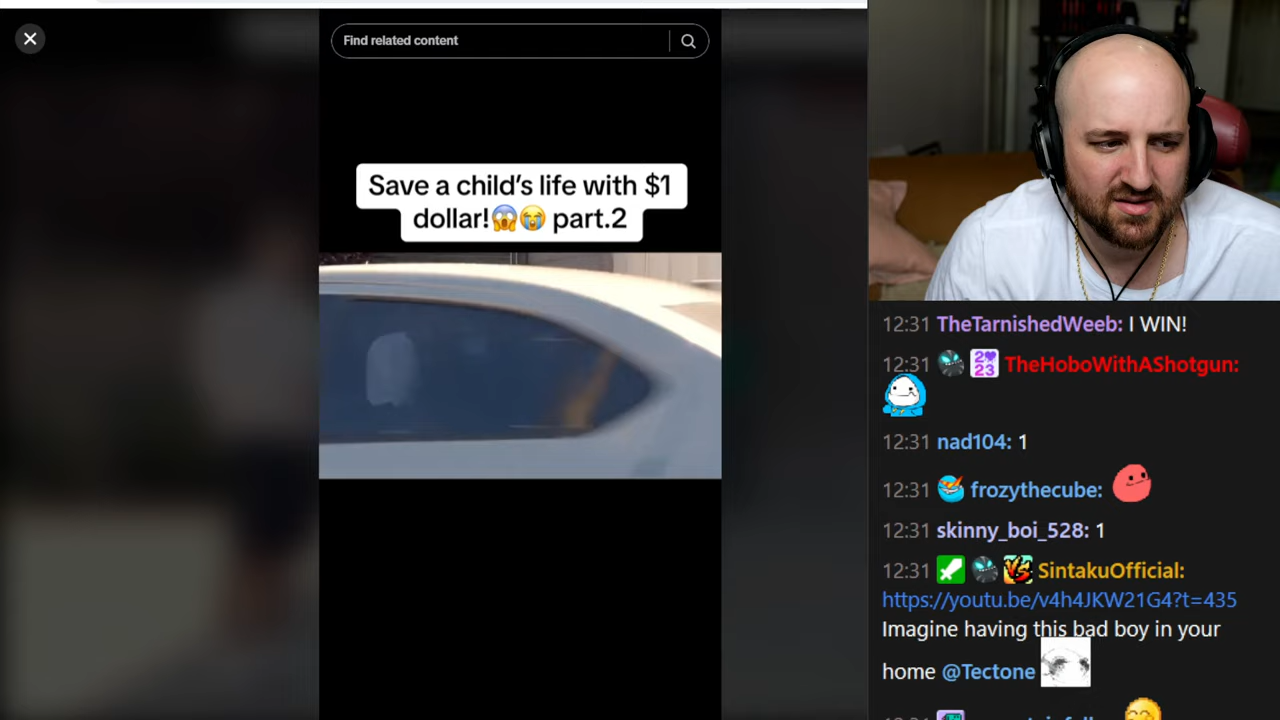 Find related content
Save a child's life with $1
dollar!😱😭 part.2
12:31 TheTarnishedWeeb: I WIN!
12:31 2023 TheHoboWithAShotgun:
12:31 nad104: 1
12:31 frozythecube:
12:31 skinny_boi_528: 1
12:31 VS SintakuOfficial:
https://youtu.be/v4h4JKW21G4?t=435
Imagine having this bad boy in your
home @Tectone